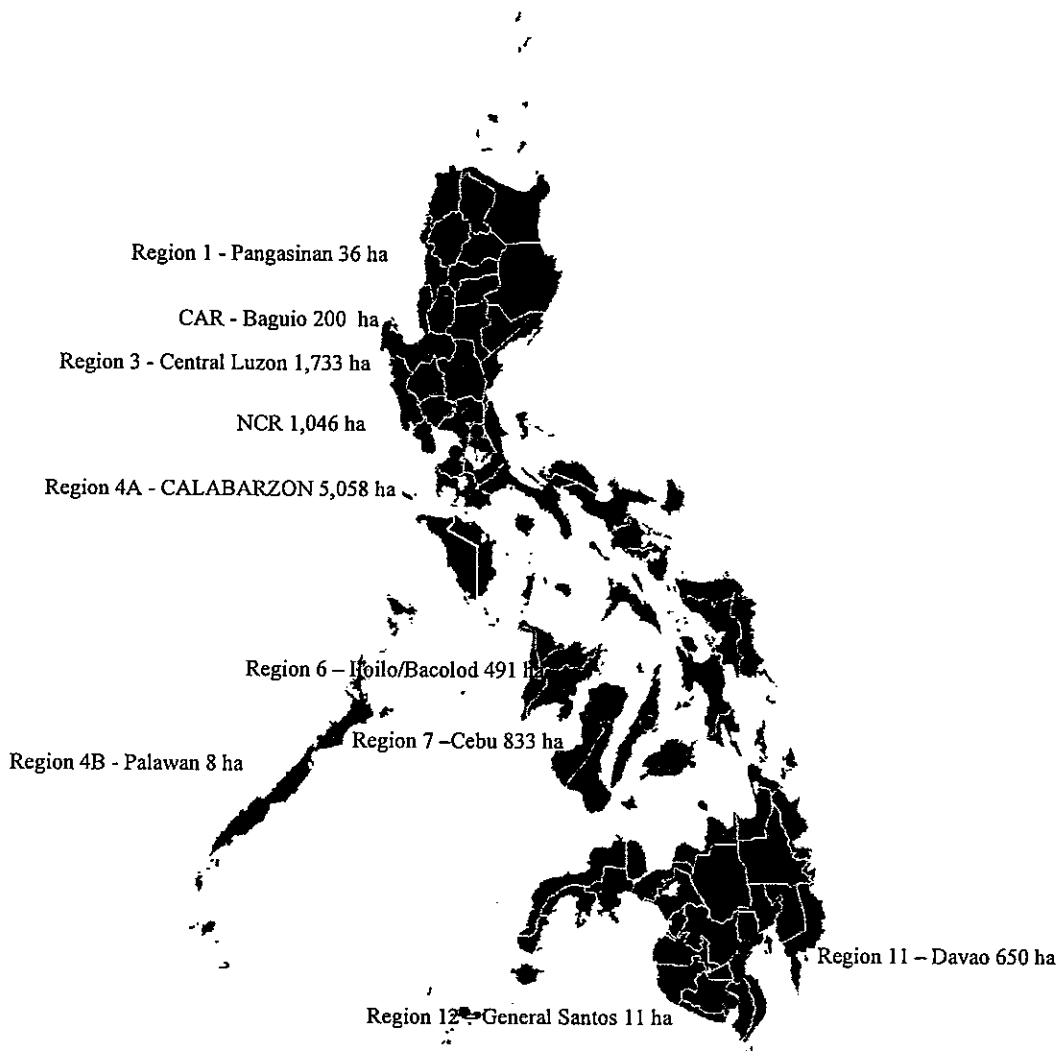 Region 1 - Pangasinan 36 ha
CAR - Baguio 200 ha
Region 3 - Central Luzon 1,733 ha
NCR 1,046 ha
Region 4A - CALABARZON 5,058 ha
Region 6 – Iloilo/Bacolod 491 ha
Region 7 –Cebu 833 ha
Region 4B - Palawan 8 ha
Region 11 – Davao 650 ha
Region 12 – General Santos 11 ha